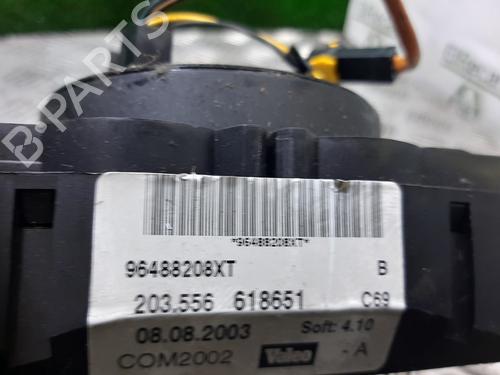 B-PARTS
*96488208XT*
96488208XT B
203.556 618651 C69
08.08.2003 Soft: 4.10
COM2002 Valeo - A